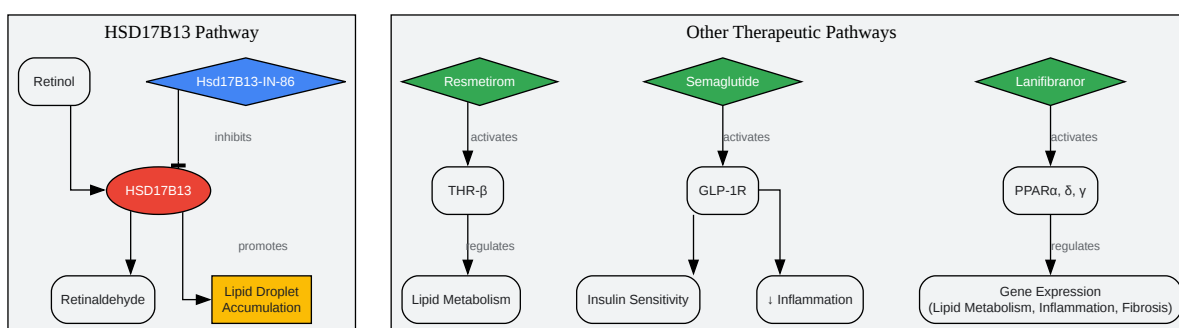 HSD17B13 Pathway
Retinol
Hsd17B13-IN-86
inhibits
HSD17B13
promotes
Retinaldehyde
Lipid Droplet
Accumulation
Other Therapeutic Pathways
Resmetirom
Semaglutide
Lanifibranor
activates
activates
activates
THR-β
GLP-1R
PPARα, δ, γ
regulates
regulates
Lipid Metabolism
Insulin Sensitivity
↓ Inflammation
Gene Expression
(Lipid Metabolism, Inflammation, Fibrosis)